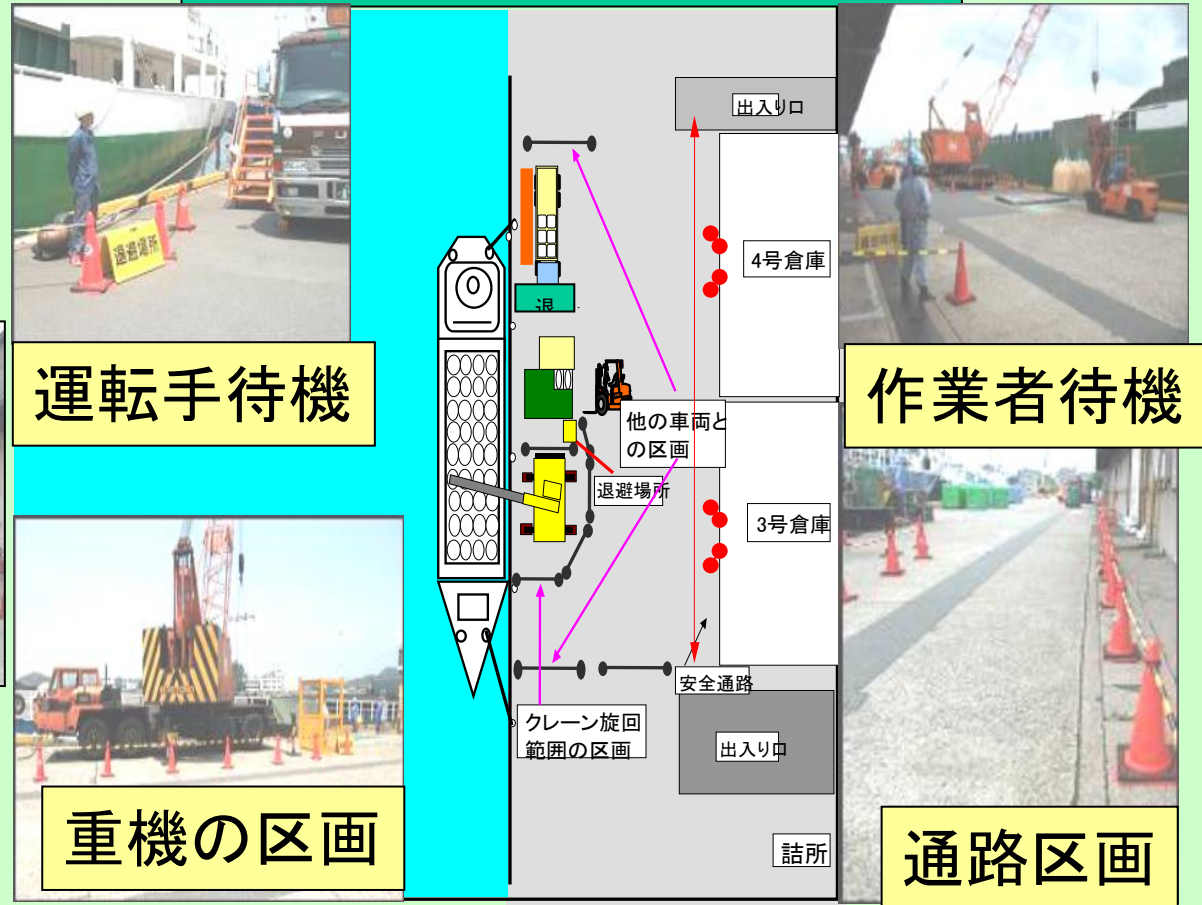 退避場所
運転手待機
出入り口
4号倉庫
退
他の車両と
の区画
退避場所
3号倉庫
安全通路
クレーン旋回
範囲の区画
出入り口
詰所
作業者待機
重機の区画
通路区画